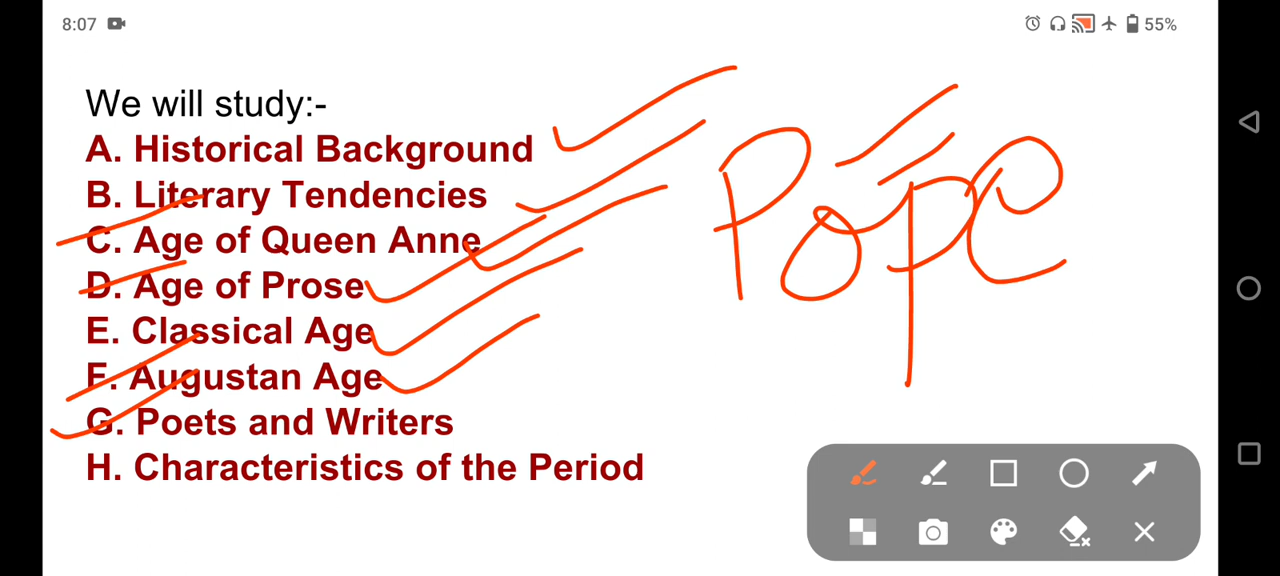 8:07
55%
We will study:-
A. Historical Background
B. Literary Tendencies
C. Age of Queen Anne
D. Age of Prose
E. Classical Age
F. Augustan Age
G. Poets and Writers
H. Characteristics of the Period
Pope